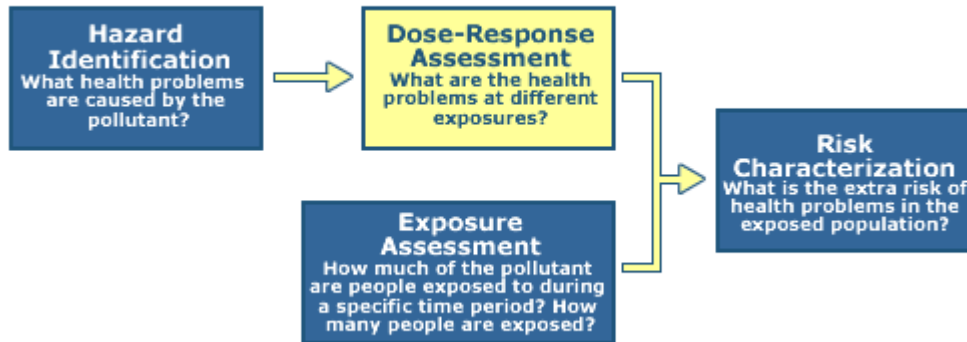 Hazard
Identification
What health problems
are caused by the
pollutant?
Dose-Response
Assessment
What are the health
problems at different
exposures?
Exposure
Assessment
How much of the pollutant
are people exposed to during
a specific time period? How
many people are exposed?
Risk
Characterization
What is the extra risk of
health problems in the
exposed population?